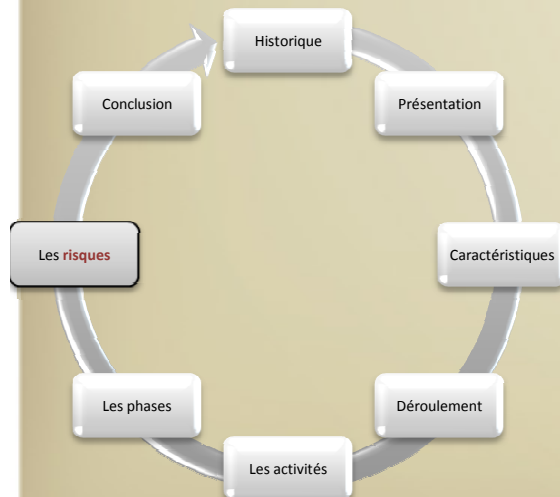 Historique
Présentation
Caractéristiques
Déroulement
Les activités
Les phases
Les risques
Conclusion